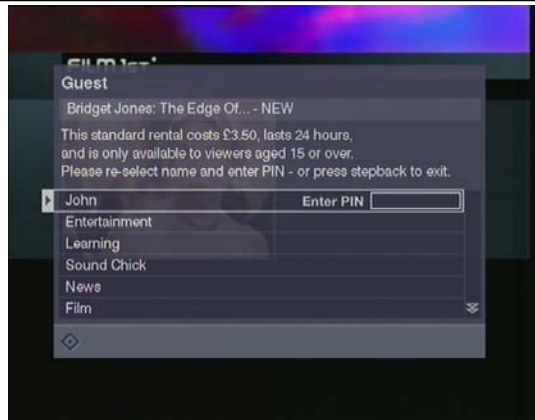 FILM 1ST
Guest
Bridget Jones: The Edge Of... - NEW
This standard rental costs £3.50, lasts 24 hours,
and is only available to viewers aged 15 or over.
Please re-select name and enter PIN - or press stepback to exit.
John Enter PIN
Entertainment
Learning
Sound Chick
News
Film